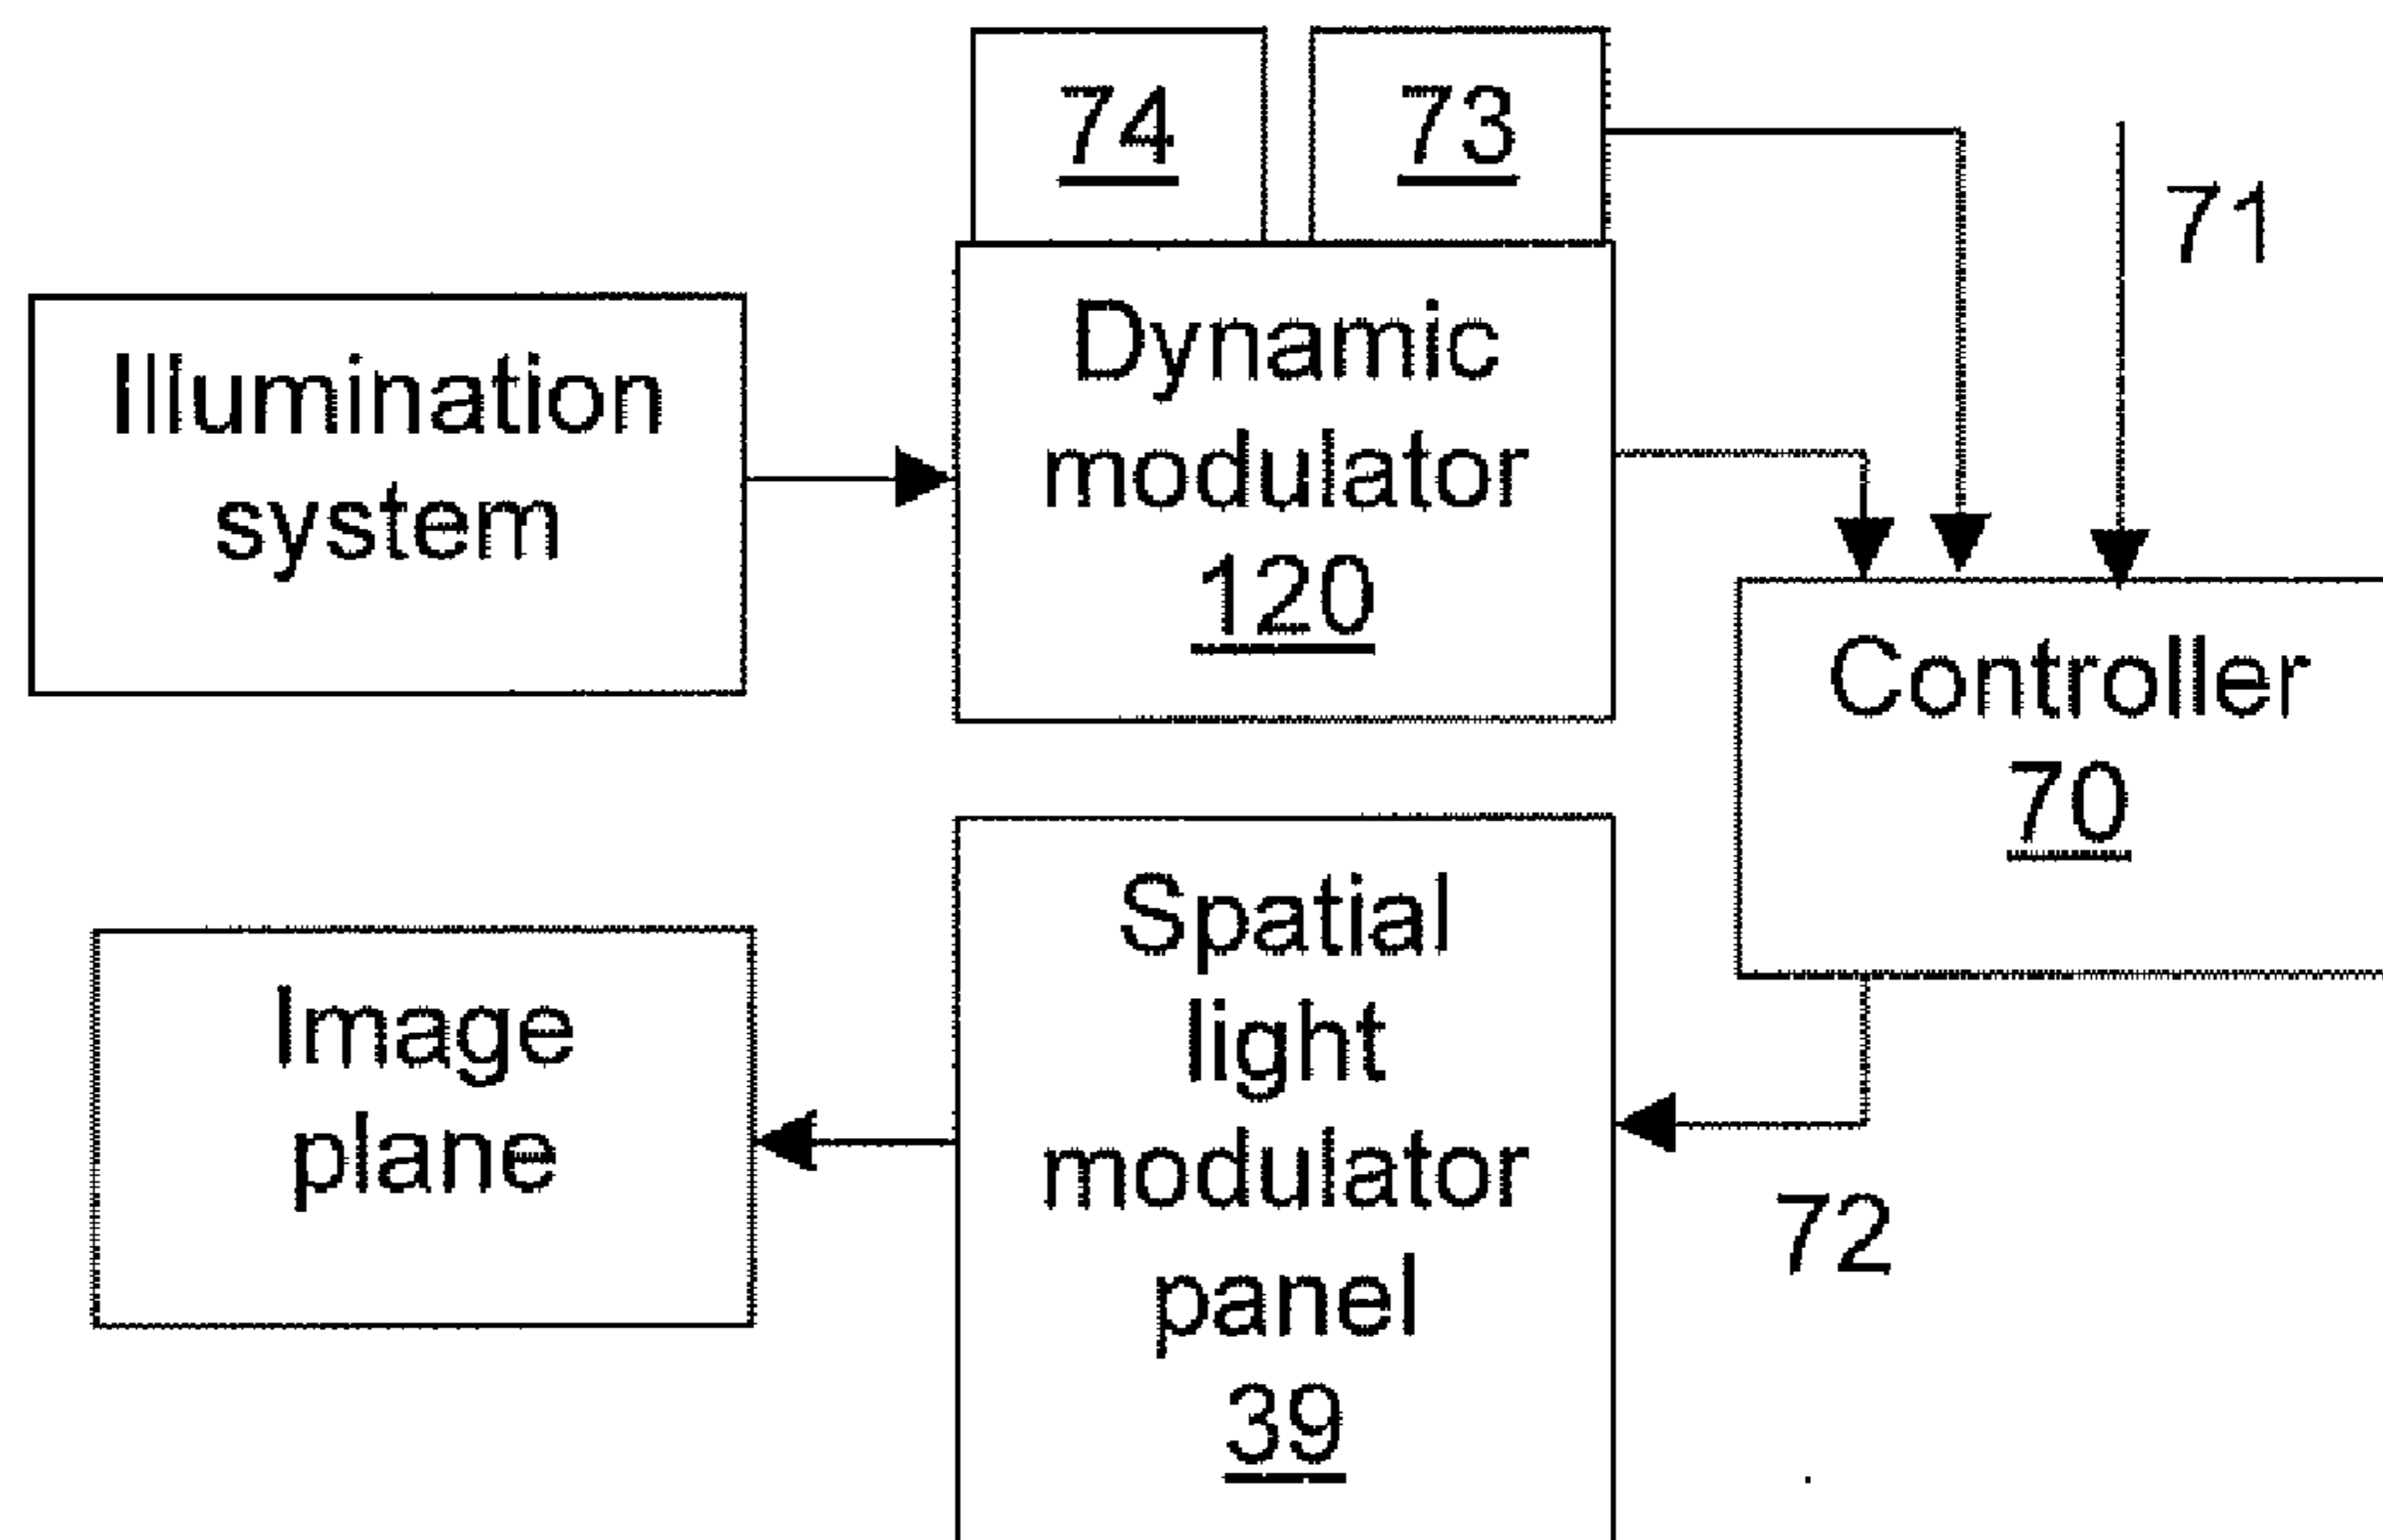 74
73
71
Illumination
system
Dynamic
modulator
120
Controller
70
Image
plane
Spatial
light
modulator
panel
39
72